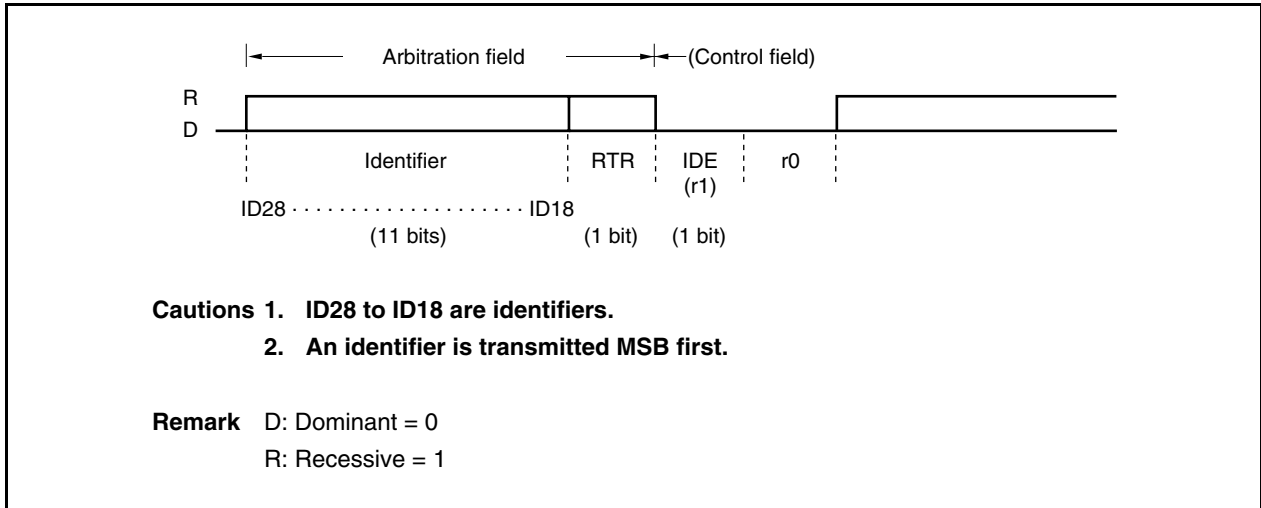 Arbitration field (Control field)
R
D
Identifier RTR IDE r0
(r1)
ID28 · · · · · · · · · · · · · · · · · · · · ID18
(11 bits) (1 bit) (1 bit)
Cautions 1. ID28 to ID18 are identifiers.
2. An identifier is transmitted MSB first.
Remark D: Dominant = 0
R: Recessive = 1